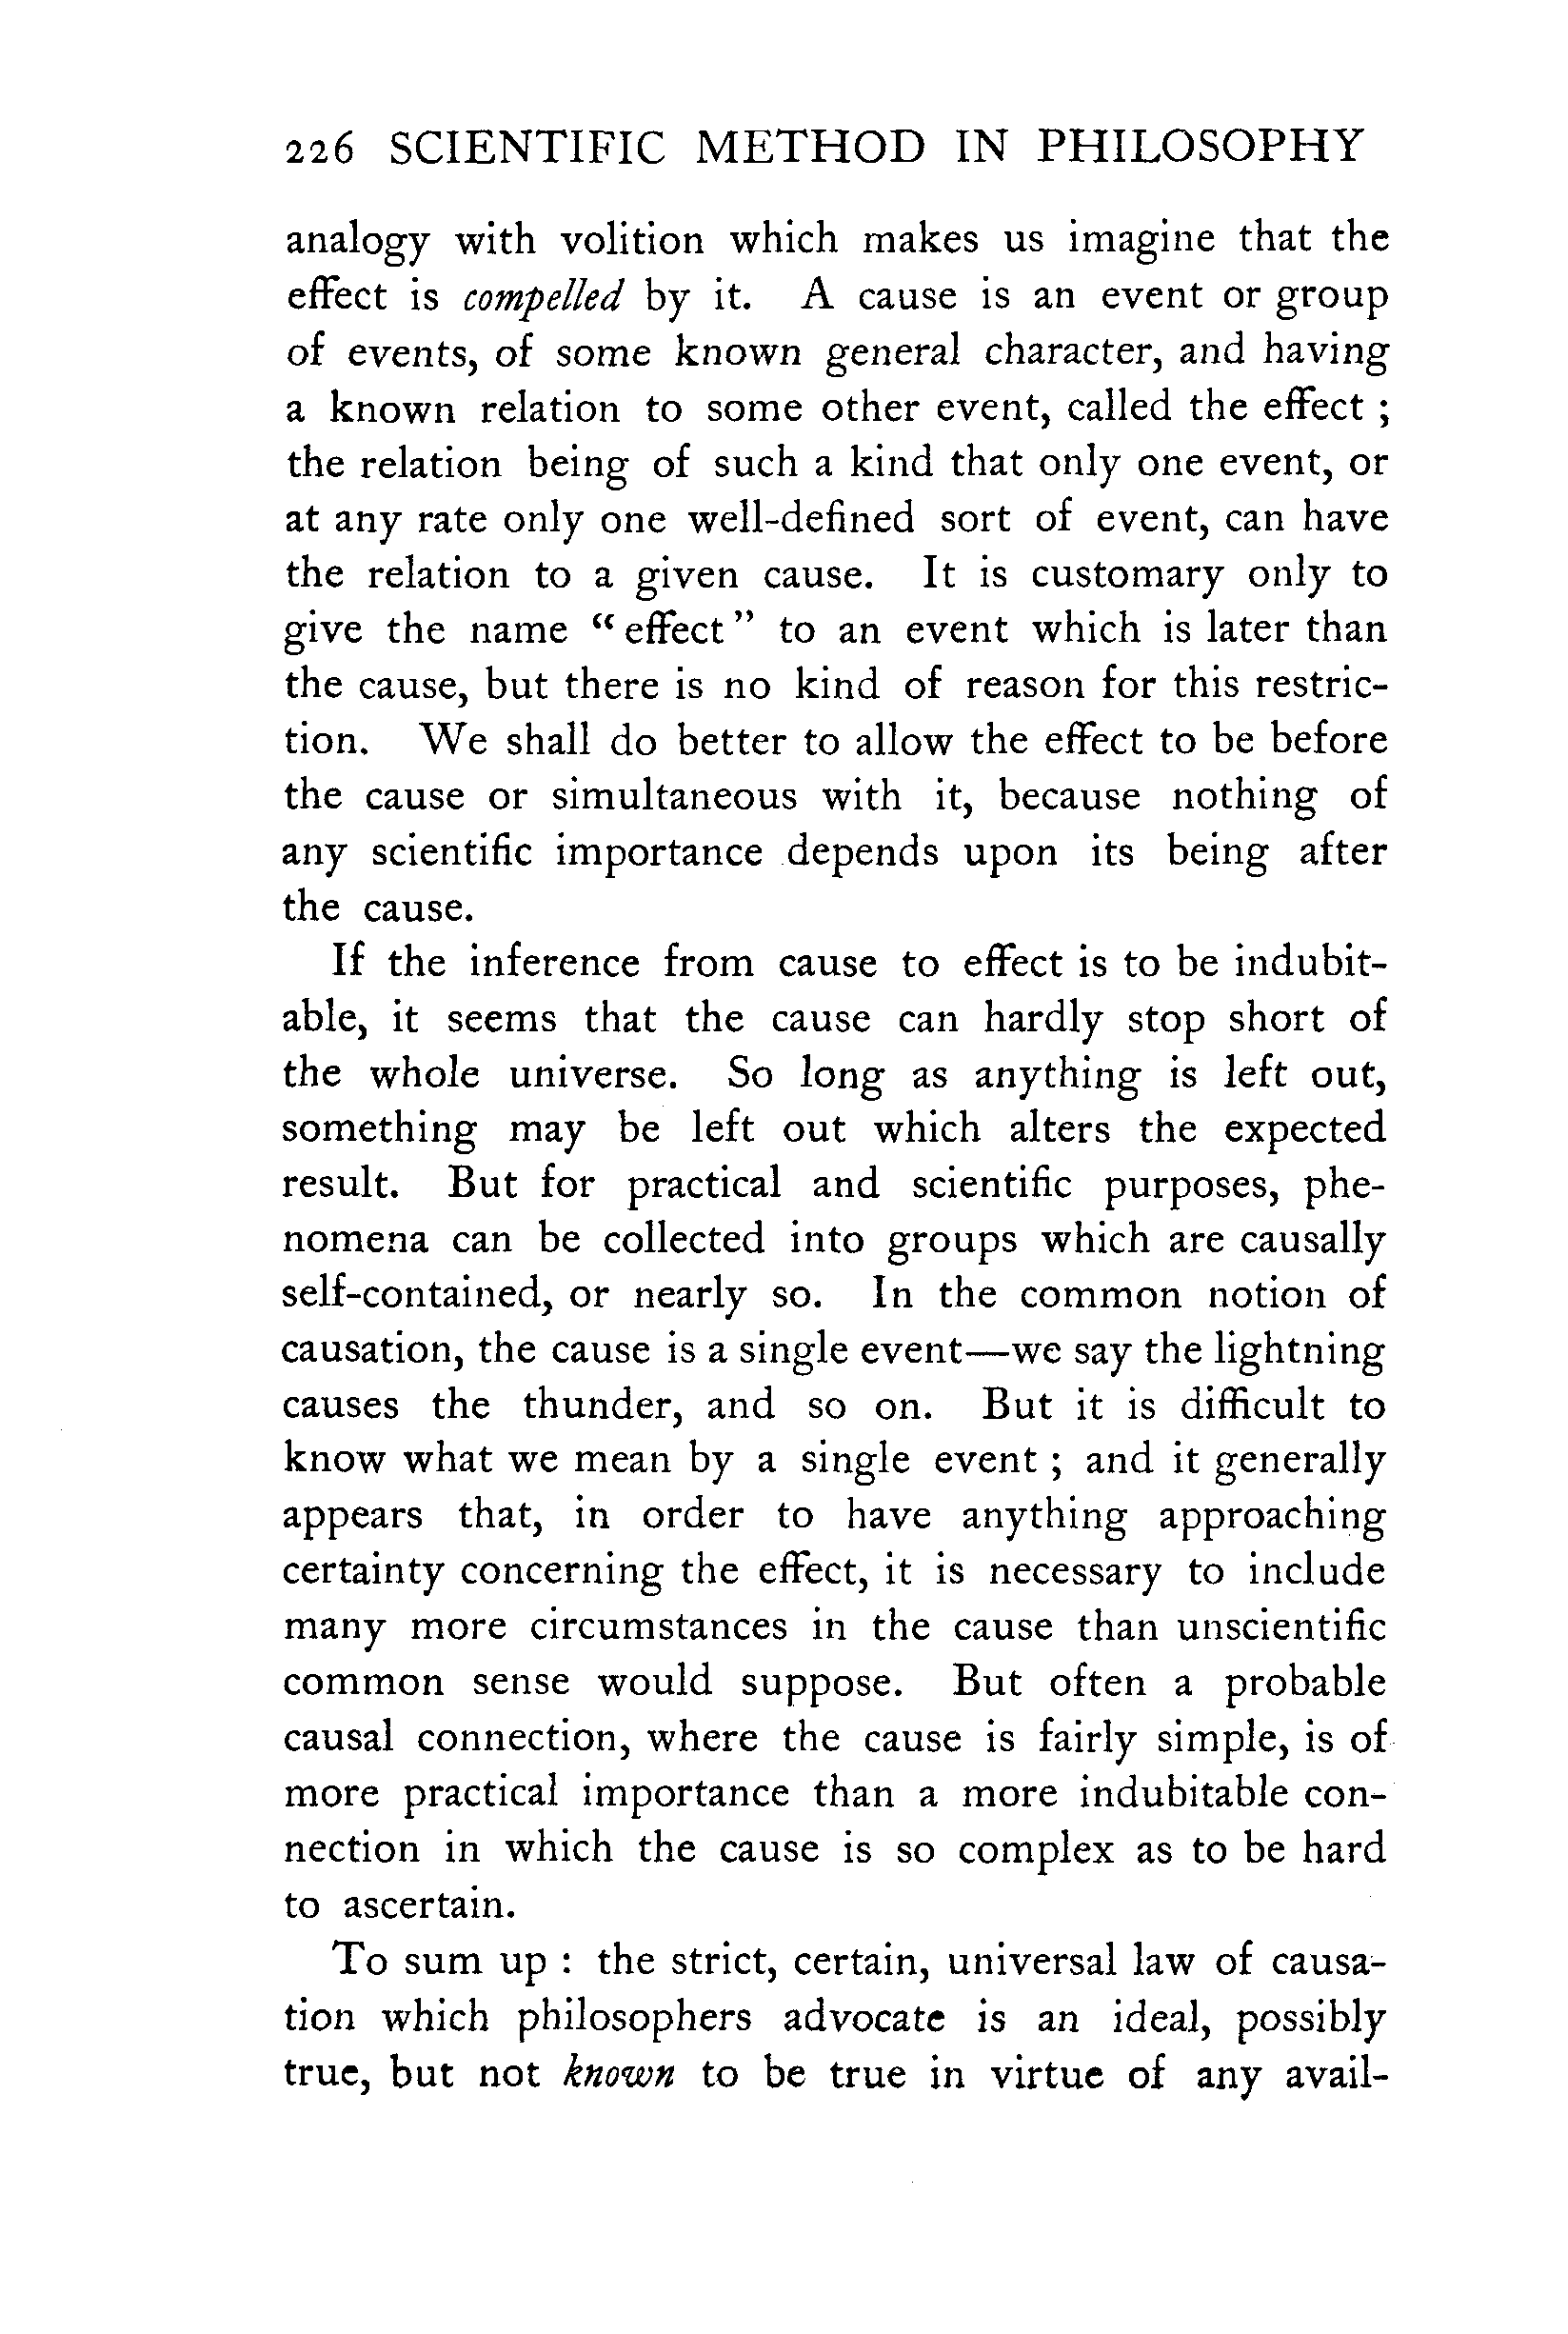 226 SCIENTIFIC METHOD IN PHILOSOPHY
analogy with volition which makes us imagine that the
effect is compelled by it. A cause is an event or group
of events, of some known general character, and having
a known relation to some other event, called the effect ;
the relation being of such a kind that only one event, or
at any rate only one well-defined sort of event, can have
the relation to a given cause. It is customary only to
give the name “ effect ” to an event which is later than
the cause, but there is no kind of reason for this restric-
tion. We shall do better to allow the effect to be before
the cause or simultaneous with it, because nothing of
any scientific importance depends upon its being after
the cause.
If the inference from cause to effect is to be indubit-
able, it seems that the cause can hardly stop short of
the whole universe. So long as anything is left out,
something may be left out which alters the expected
result. But for practical and scientific purposes, phe-
nomena can be collected into groups which are causally
self-contained, or nearly so. In the common notion of
causation, the cause is a single event—we say the lightning
causes the thunder, and so on. But it is difficult to
know what we mean by a single event ; and it generally
appears that, in order to have anything approaching
certainty concerning the effect, it is necessary to include
many more circumstances in the cause than unscientific
common sense would suppose. But often a probable
causal connection, where the cause is fairly simple, is of
more practical importance than a more indubitable con-
nection in which the cause is so complex as to be hard
to ascertain.
To sum up : the strict, certain, universal law of causa-
tion which philosophers advocate is an ideal, possibly
true, but not known to be true in virtue of any avail-